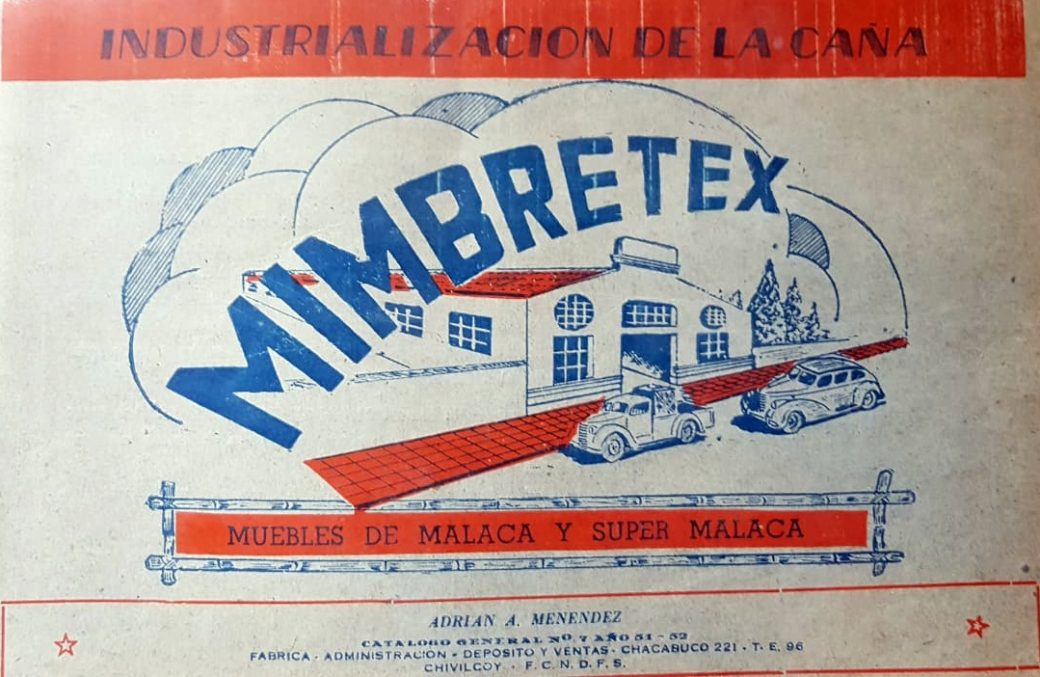 INDUSTRIALIZACION DE LA CAÑA
MIMBRETEX
MUEBLES DE MALACA Y SUPER MALACA
ADRIAN A. MENENDEZ
CATALOGO GENERAL NO. 7 AÑO 51 - 52
FABRICA - ADMINISTRACION - DEPOSITO Y VENTAS - CHACABUCO 221 - T. E. 96
CHIVILCOY - F. C. N. D. F. S.